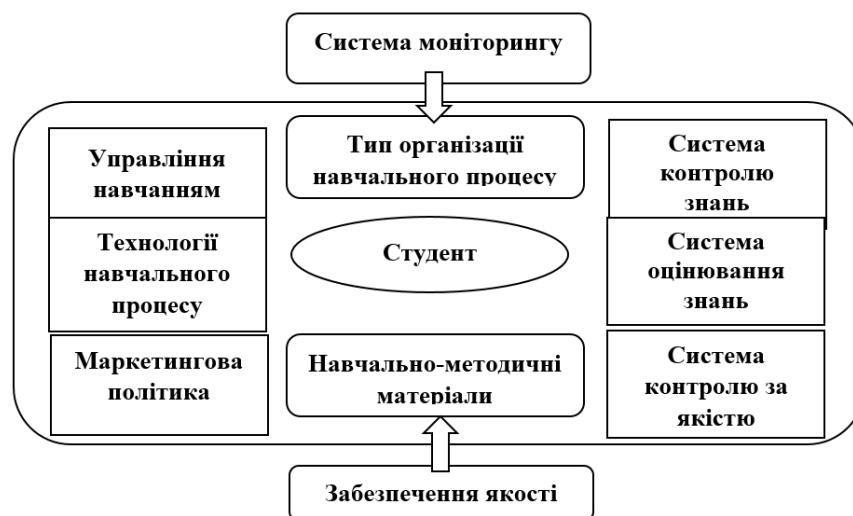 Система моніторингу
Управління
навчанням
Тип організації
навчального процесу
Система
контролю
знань
Технології
навчального
процесу
Студент
Система
оцінювання
знань
Маркетингова
політика
Навчально-методичні
матеріали
Система
контролю за
якістю
Забезпечення якості